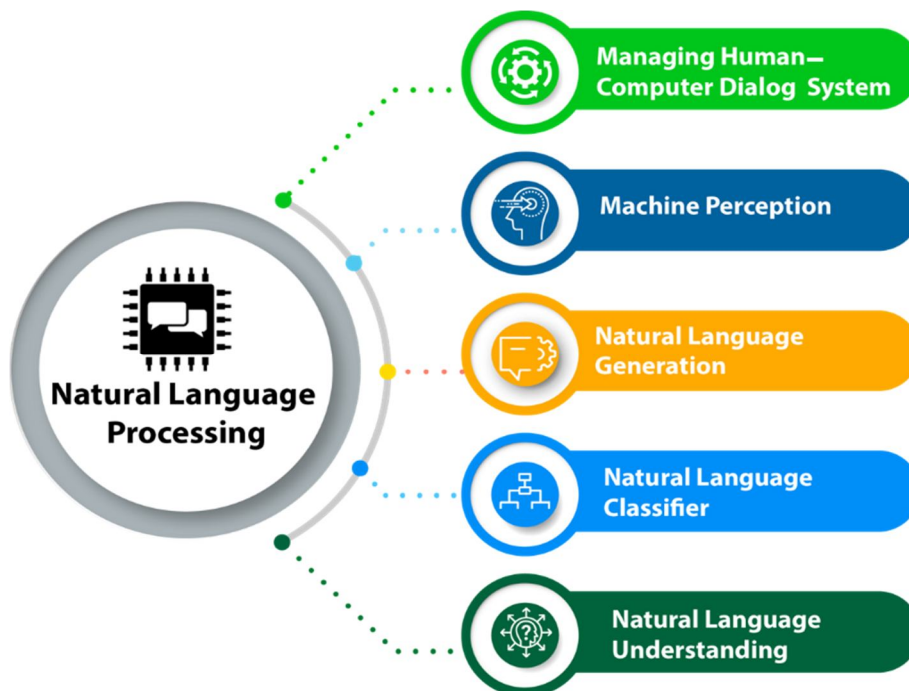 Natural Language
Processing
Managing Human–
Computer Dialog System
Machine Perception
Natural Language
Generation
Natural Language
Classifier
Natural Language
Understanding